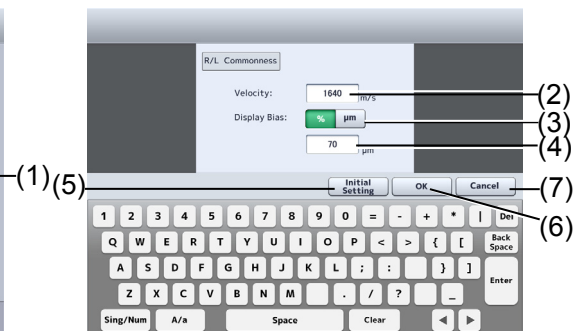 R/L Commonness
Velocity: 1640 m/s (2)
Display Bias: % μm (3)
70 μm (4)
(1) (5) Initial Setting OK Cancel (7)
(6)
1 2 3 4 5 6 7 8 9 0 = - + * | Del
Q W E R T Y U I O P < > { [ Back Space
A S D F G H J K L ; : } ] Enter
Z X C V B N M . / ? _
Sing/Num A/a Space Clear ◀ ▶